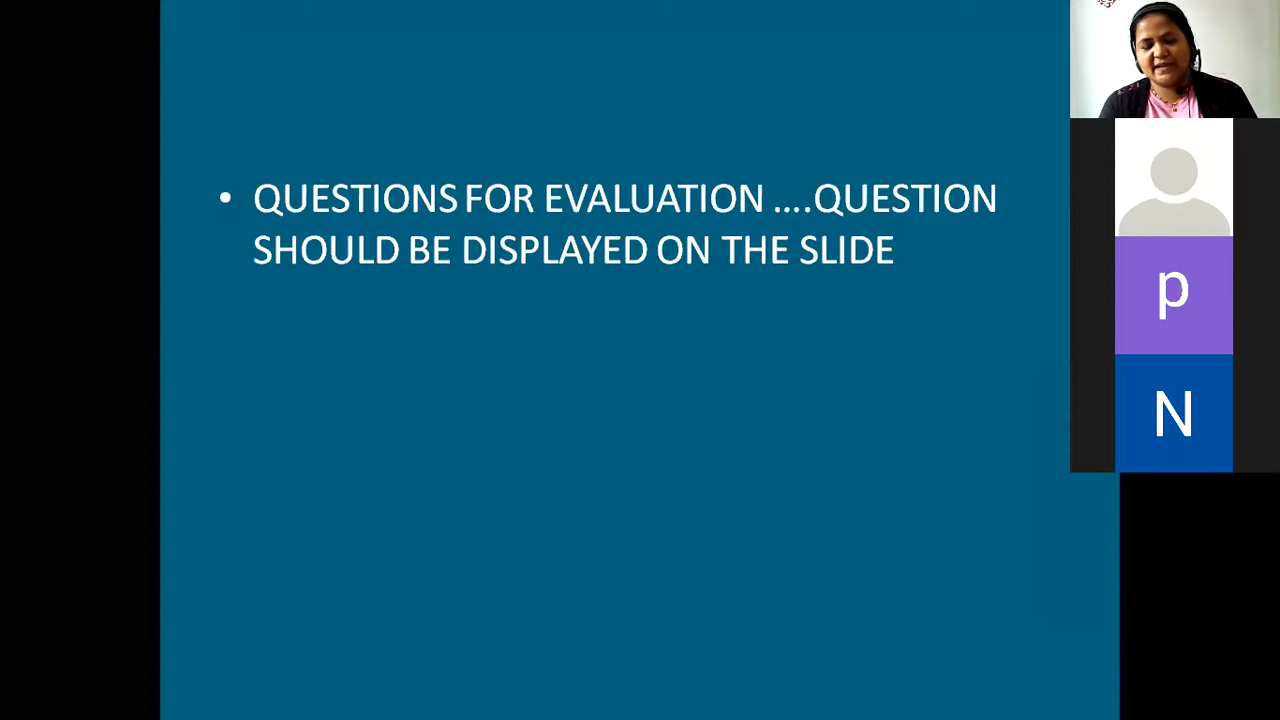 • QUESTIONS FOR EVALUATION ....QUESTION
SHOULD BE DISPLAYED ON THE SLIDE
p
N